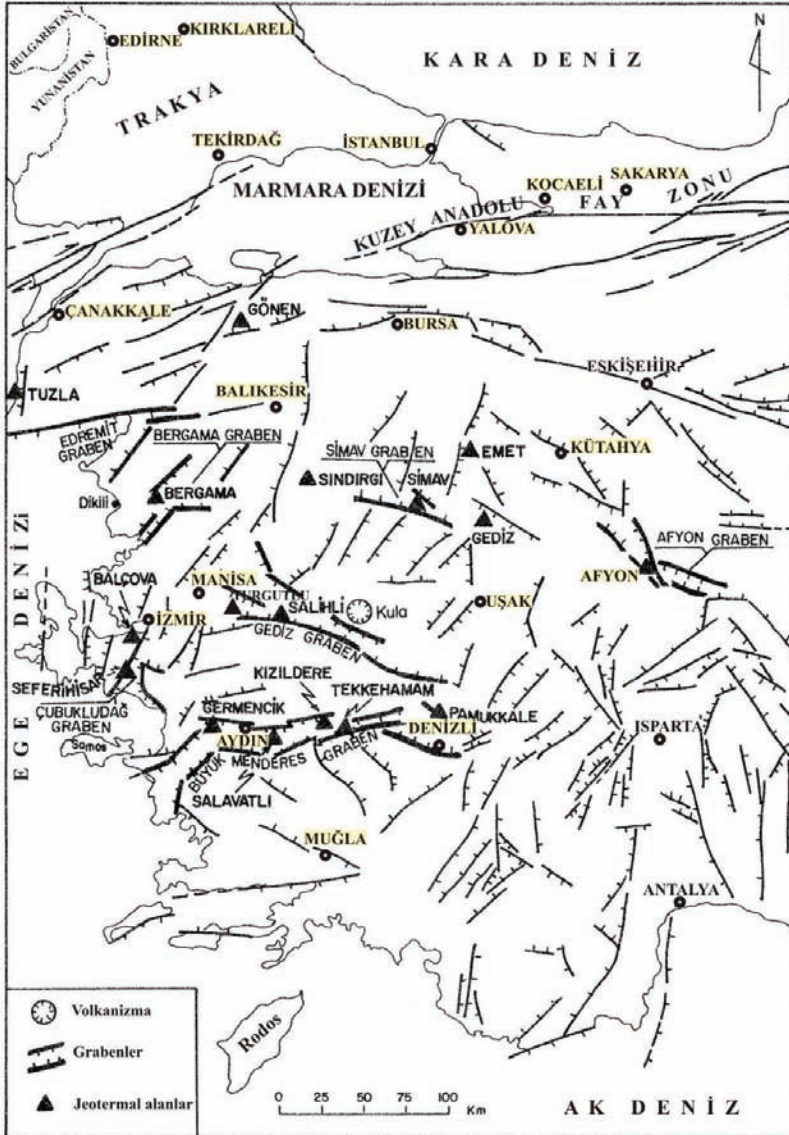 BULGARİSTAN
YUNANİSTAN
EDİRNE
KIRKLARELİ
KARA DENİZ
N
TRAKYA
TEKİRDAĞ
İSTANBUL
MARMARA DENİZİ
KOCAELİ
SAKARYA
KUZEY ANADOLU FAY ZONU
YALOVA
ÇANAKKALE
GÖNEN
BURSA
ESKİŞEHİR
TUZLA
BALIKESİR
EDREMIT
GRABEN
BERGAMA GRABEN
SİMAV GRABEN
EMET
KÜTAHYA
Dikili
BERGAMA
SINDIRGI
SİMAV
GEDİZ
AFYON GRABEN
AFYON
EGE DENİZİ
BALÇOVA
MANİSA
TURGUTLU
SALİHLİ
Kula
UŞAK
İZMİR
GEDİZ GRABEN
SEFERİHİSAR
KIZILDERE
TEKKEHAMAM
ÇUBUKLUDAĞ
GRABEN
GERMENCİK
PAMUKKALE
ISPARTA
Samos
AYDIN
DENİZLİ
BÜYÜK MENDERES GRABEN
SALAVATLI
MUĞLA
ANTALYA
Volkanizma
Grabenler
Jeotermal alanlar
Rodos
0 25 50 75 100
Km
AK DENİZ